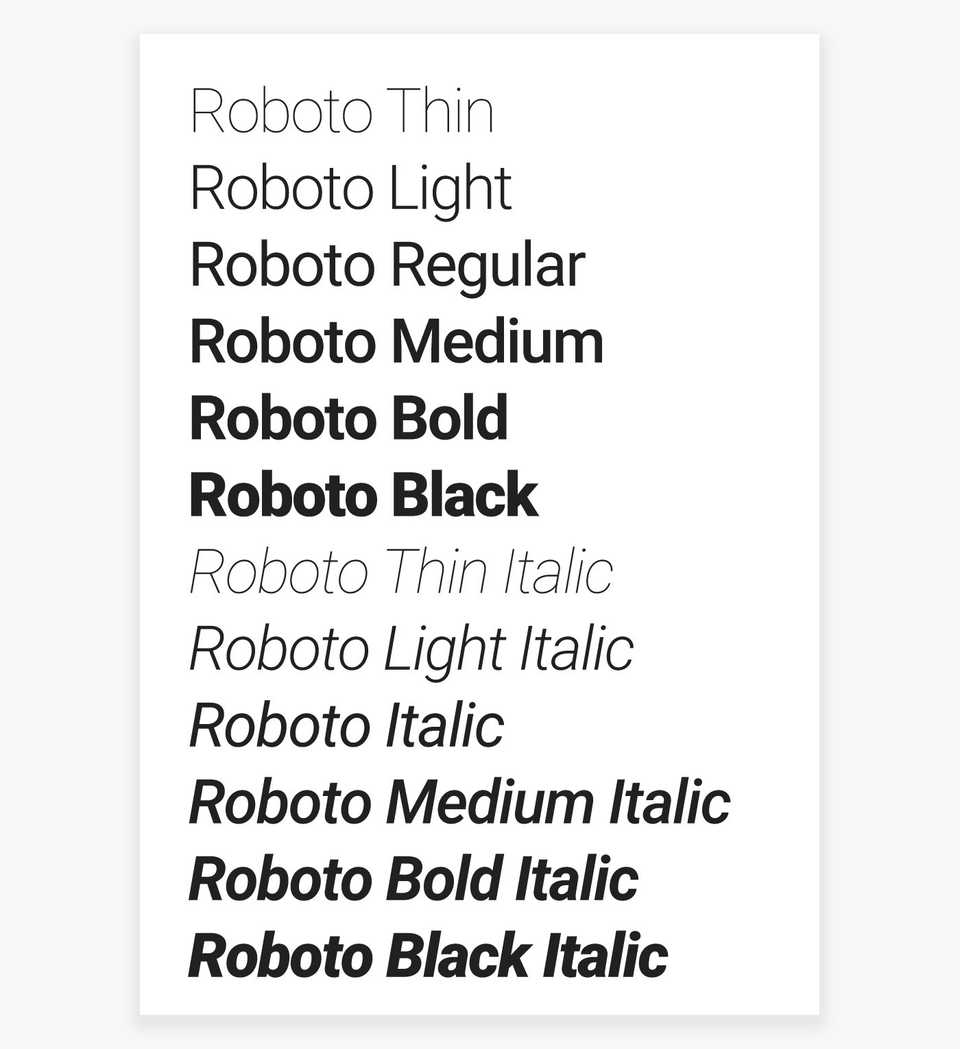 Roboto Thin
Roboto Light
Roboto Regular
Roboto Medium
Roboto Bold
Roboto Black
Roboto Thin Italic
Roboto Light Italic
Roboto Italic
Roboto Medium Italic
Roboto Bold Italic
Roboto Black Italic